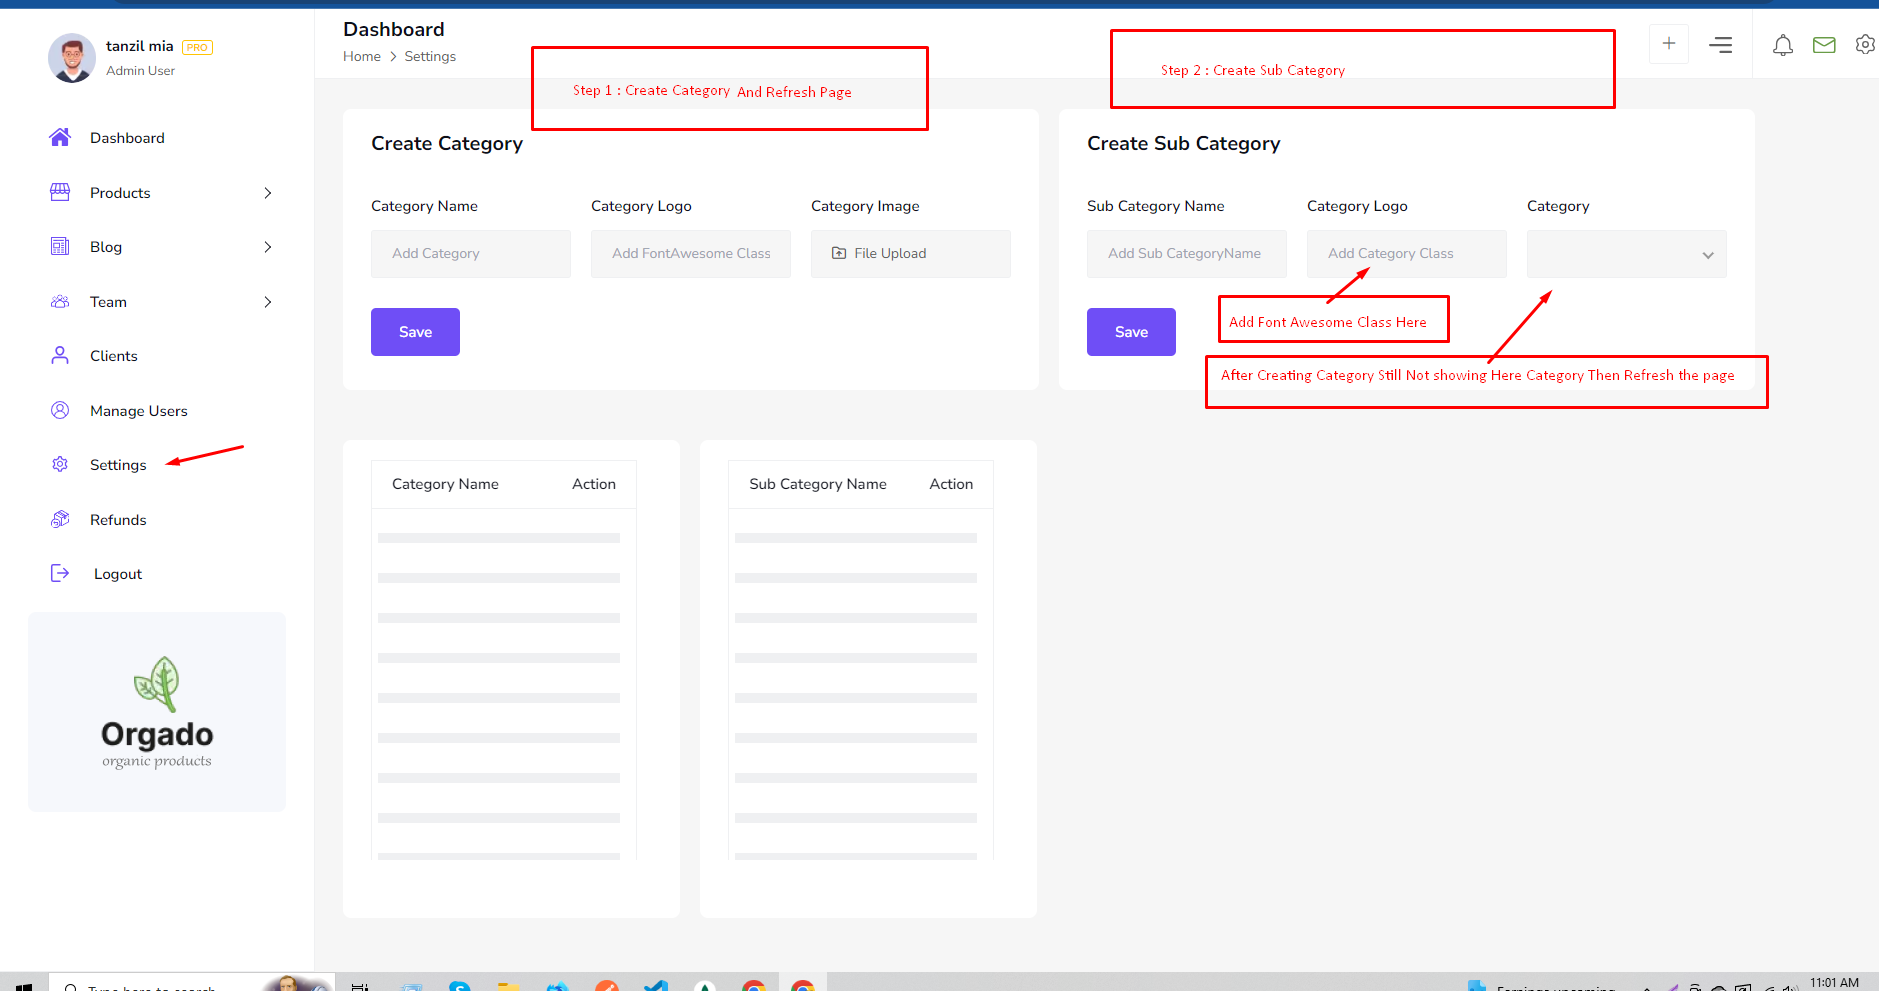 tanzil mia PRO
Admin User
Dashboard
Products
Blog
Team
Clients
Manage Users
Settings
Refunds
Logout
Orgado
organic products
Dashboard
Home > Settings
Step 1 : Create Category And Refresh Page
Step 2 : Create Sub Category
Create Category
Category Name Category Logo Category Image
Add Category Add FontAwesome Class File Upload
Save
Create Sub Category
Sub Category Name Category Logo Category
Add Sub CategoryName Add Category Class
Save
Add Font Awesome Class Here
After Creating Category Still Not showing Here Category Then Refresh the page
Category Name Action
Sub Category Name Action
Type here to search
Earnings upcoming
11:01 AM